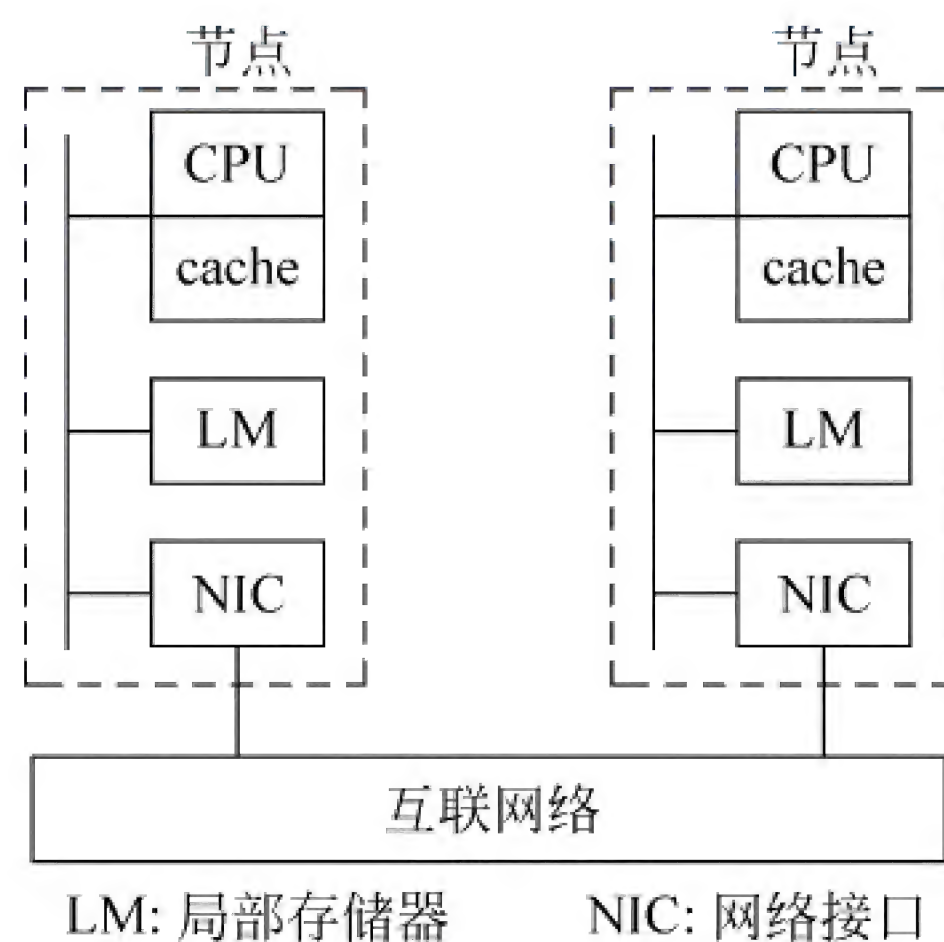 节点 节点
CPU CPU
cache cache
LM LM
NIC NIC
互联网络
LM: 局部存储器 NIC: 网络接口